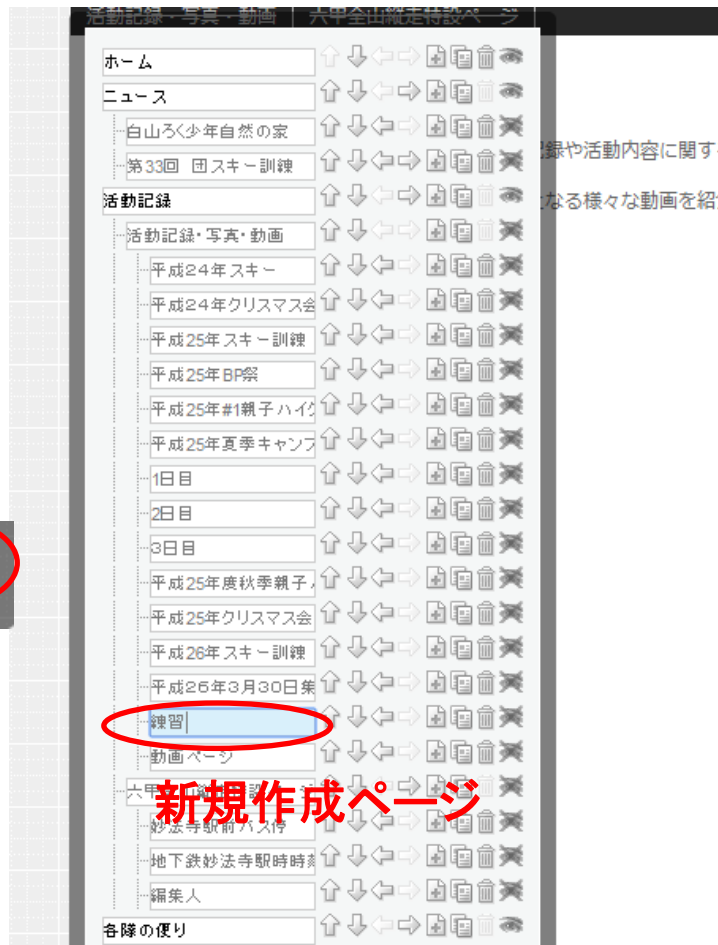 活動記録・写真・動画 | 六甲全山縦走特設ページ
ホーム
ニュース
白山ろく少年自然の家
第33回 団スキー訓練
録や活動内容に関す
活動記録
なる様々な動画を紹
活動記録・写真・動画
平成24年スキー
平成24年クリスマス会
平成25年スキー訓練
平成25年BP祭
平成25年#1親子ハイク
平成25年夏季キャンプ
1日目
2日目
3日目
平成25年度秋季親子
平成25年クリスマス会
平成26年スキー訓練
平成26年3月30日集
練習
動画ページ
新規作成ページ
妙法寺駅前バス停
地下鉄妙法寺駅時時刻
編集人
各隊の便り